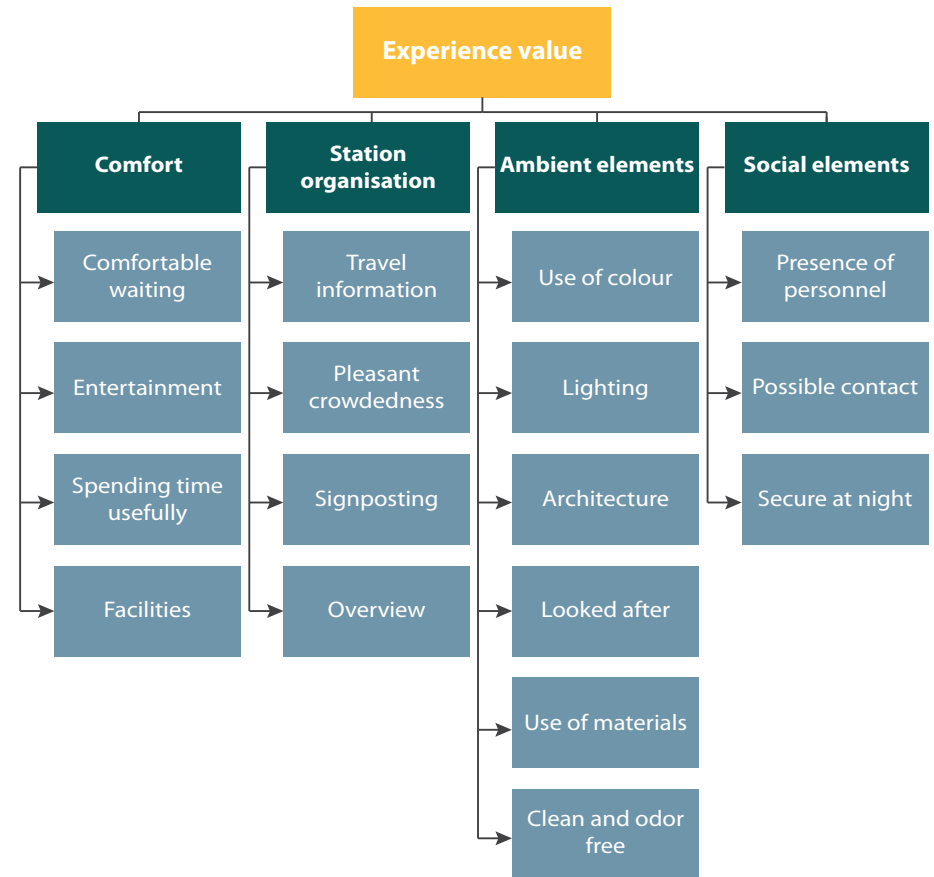 Experience value
Comfort
Comfortable
waiting
Entertainment
Spending time
usefully
Facilities
Station
organisation
Travel
information
Pleasant
crowdedness
Signposting
Overview
Ambient elements
Use of colour
Lighting
Architecture
Looked after
Use of materials
Clean and odor
free
Social elements
Presence of
personnel
Possible contact
Secure at night